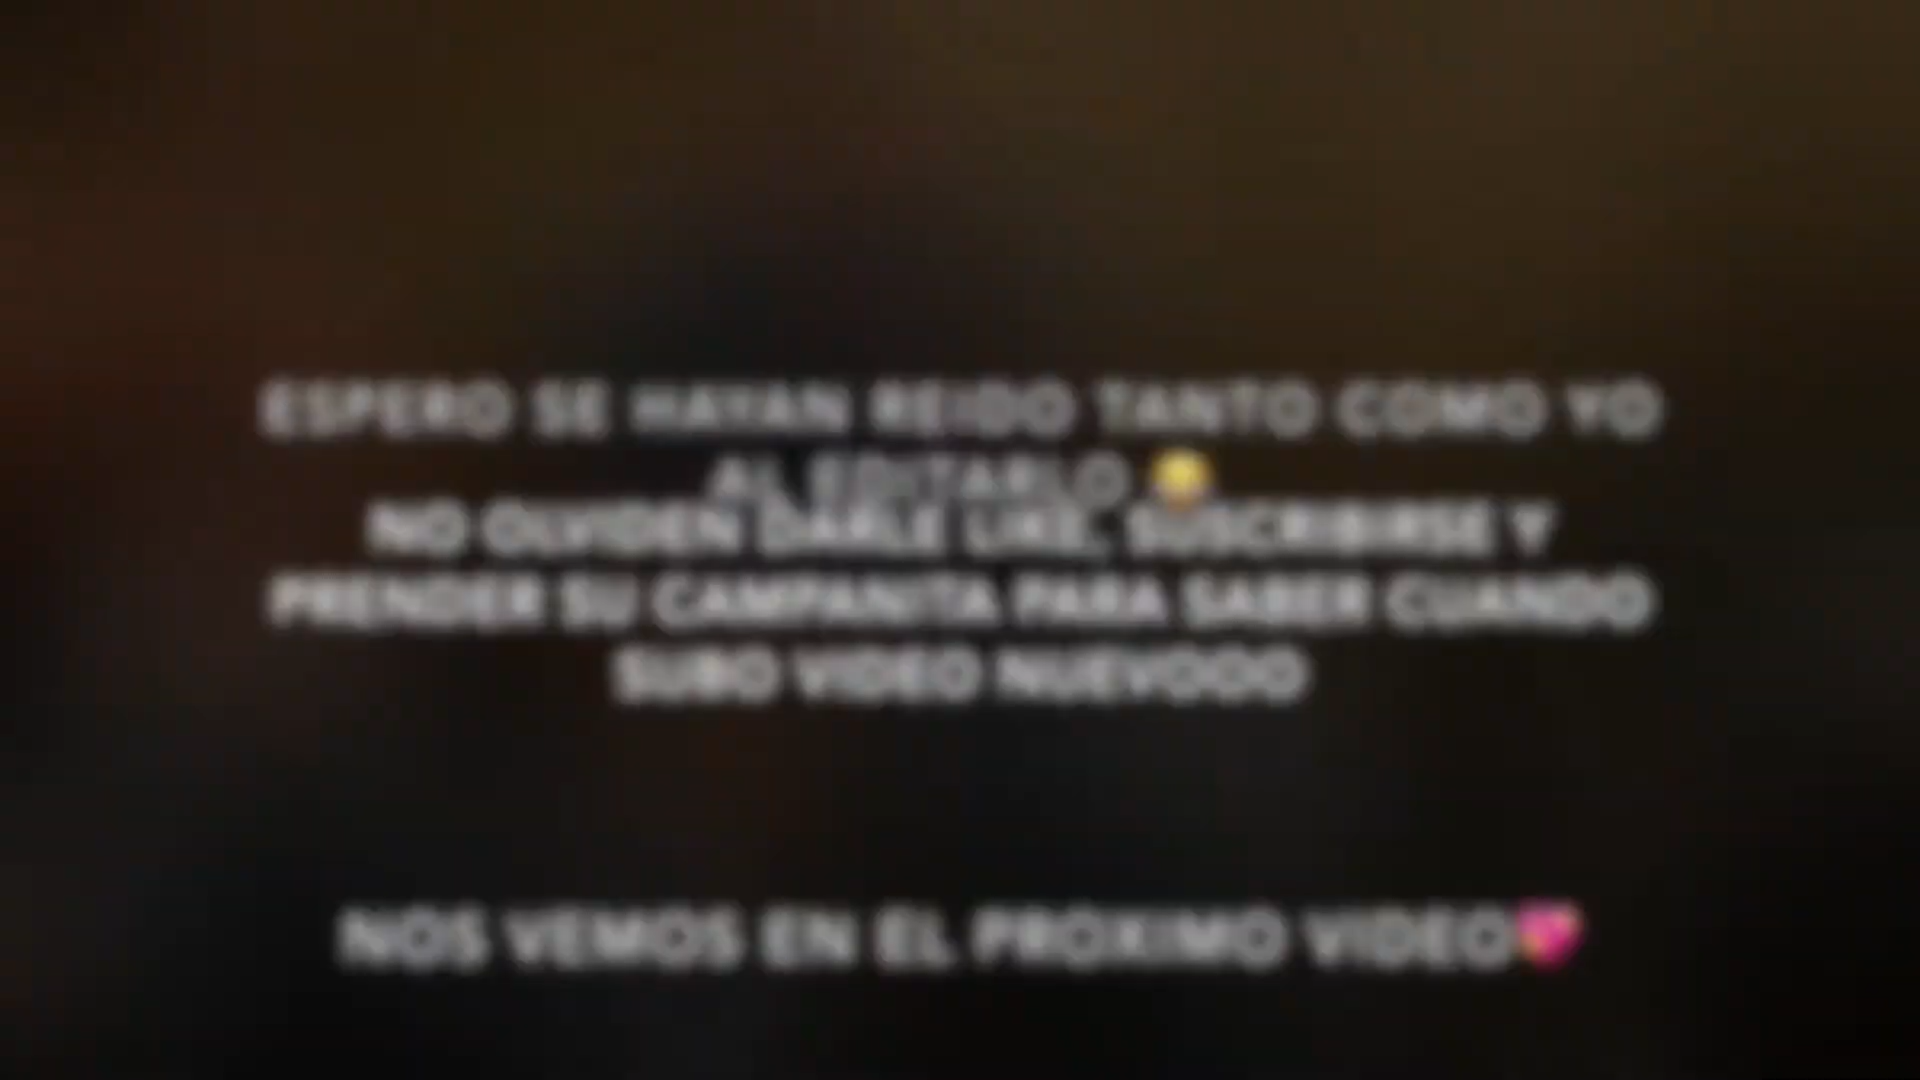 ESPERO SE HAYAN REIDO TANTO COMO YO
AL EDITARLO 😂
NO OLVIDEN DARLE LIKE, SUSCRIBIRSE Y
PRENDER SU CAMPANITA PARA SABER CUANDO
SUBO VIDEO NUEVOOO
NOS VEMOS EN EL PROXIMO VIDEO💖